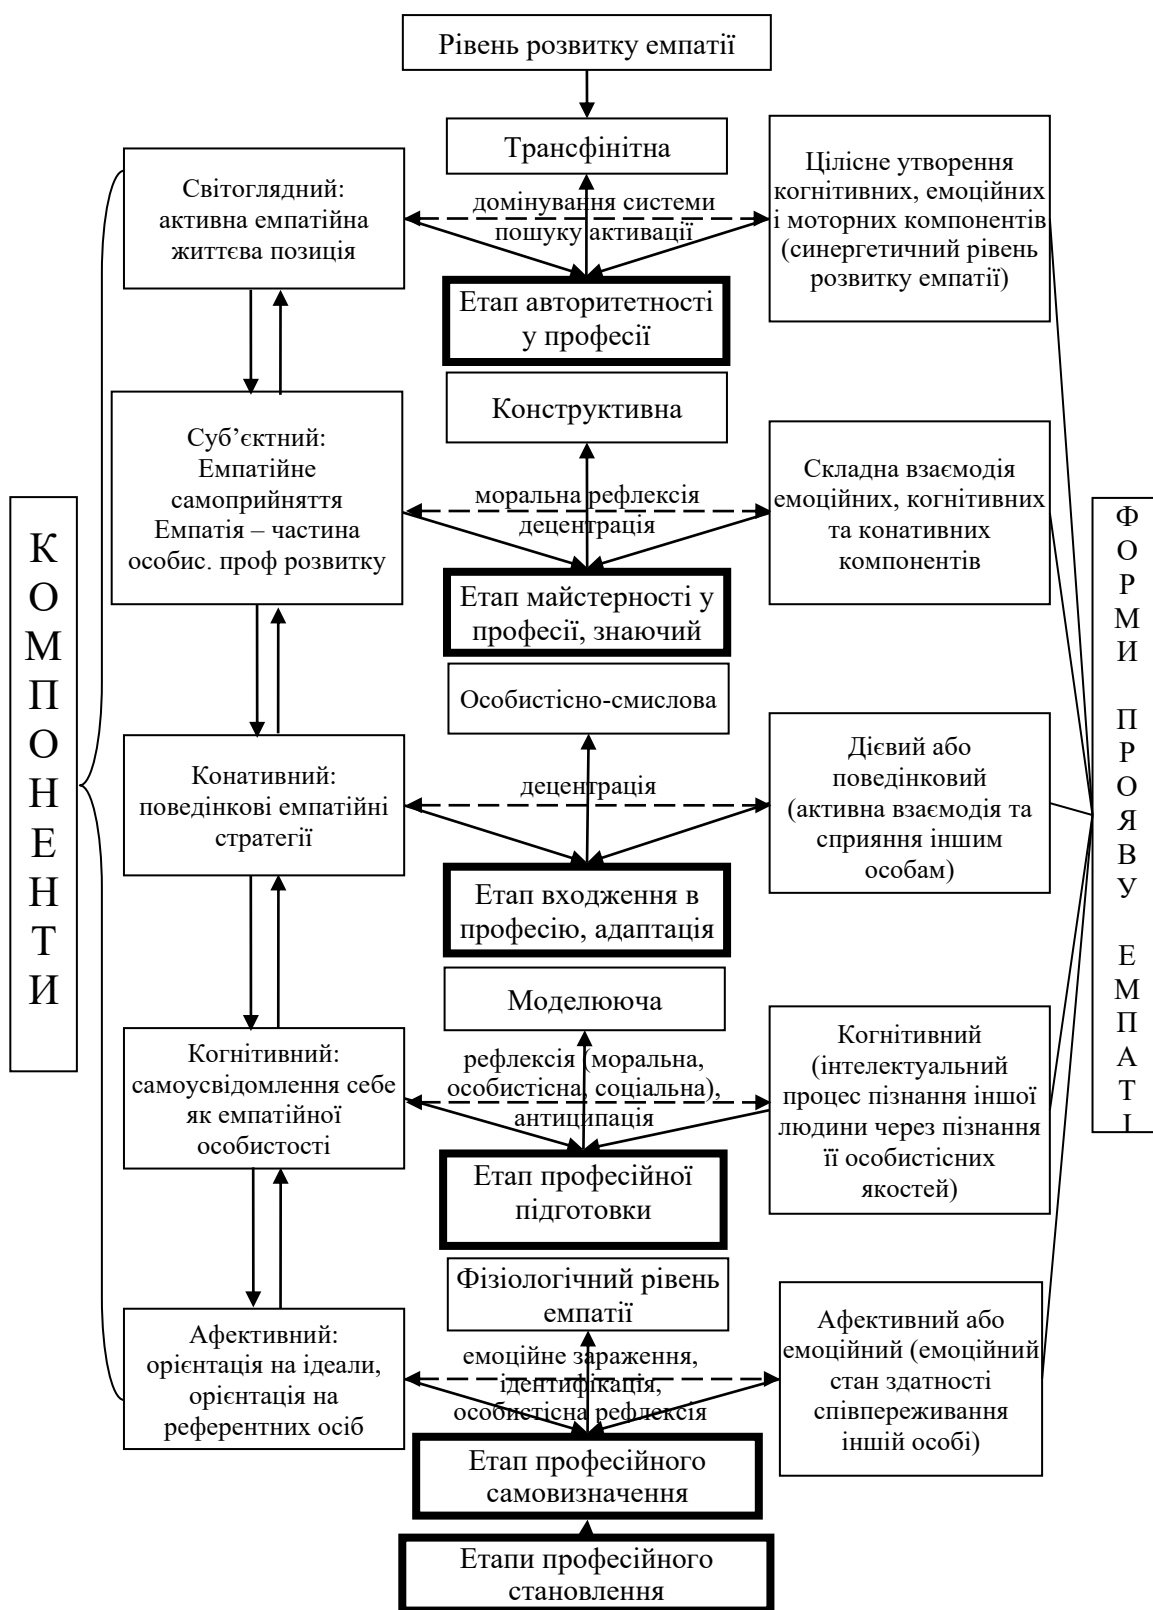 Рівень розвитку емпатії
Трансфінітна
Світоглядний:
активна емпатійна
життєва позиція
домінування системи
пошуку активації
Цілісне утворення
когнітивних, емоційних
і моторних компонентів
(синергетичний рівень
розвитку емпатії)
Етап авторитетності
у професії
Конструктивна
Суб’єктний:
Емпатійне
самоприйняття
Емпатія – частина
особис. проф розвитку
моральна рефлексія
децентрація
Складна взаємодія
емоційних, когнітивних
та конативних
компонентів
Етап майстерності у
професії, знаючий
КОМПОНЕНТИ
ФОРМИ ПРОЯВУ ЕМПАТІ
Особистісно-смислова
Конативний:
поведінкові емпатійні
стратегії
децентрація
Дієвий або
поведінковий
(активна взаємодія та
сприяння іншим
особам)
Етап входження в
професію, адаптація
Моделююча
Когнітивний:
самоусвідомлення себе
як емпатійної
особистості
рефлексія (моральна,
особистісна, соціальна),
антиципація
Когнітивний
(інтелектуальний
процес пізнання іншої
людини через пізнання
її особистісних
якостей)
Етап професійної
підготовки
Фізіологічний рівень
емпатії
Афективний:
орієнтація на ідеали,
орієнтація на
референтних осіб
емоційне зараження,
ідентифікація,
особистісна рефлексія
Афективний або
емоційний (емоційний
стан здатності
співпереживання
іншій особі)
Етап професійного
самовизначення
Етапи професійного
становлення